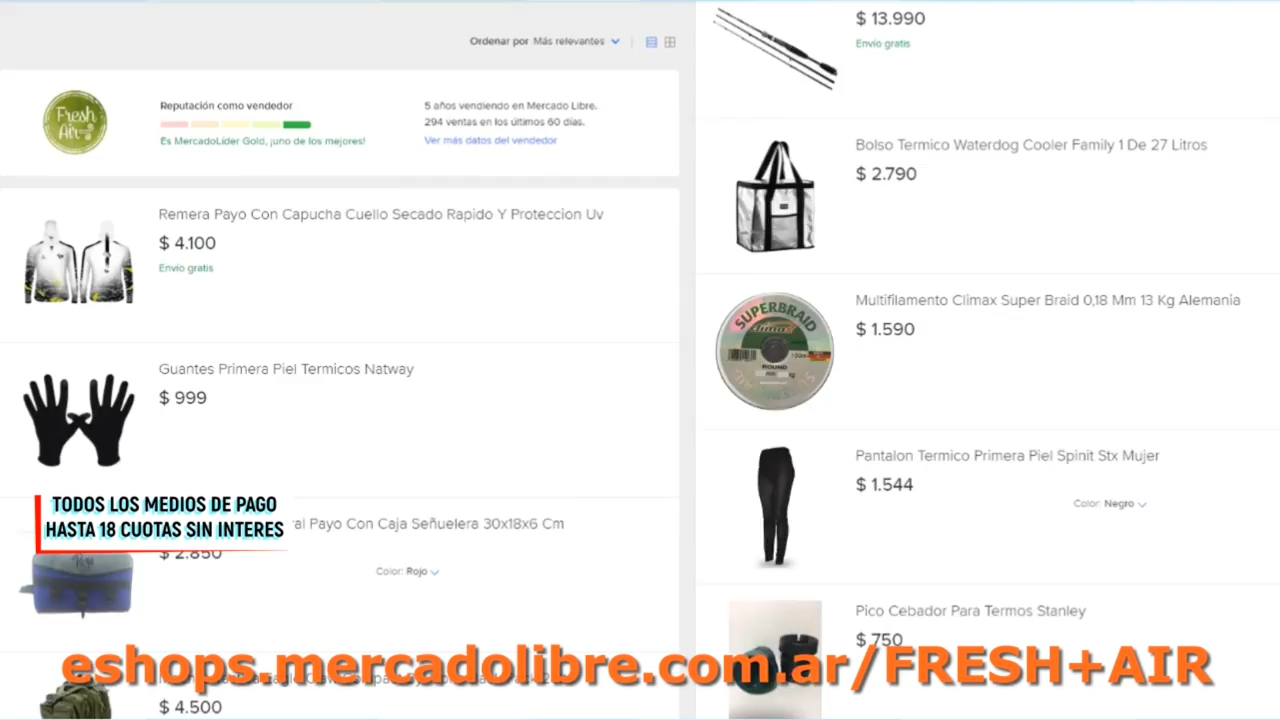 Ordenar por Más relevantes
Fresh
Air
Reputación como vendedor
Es MercadoLíder Gold, ¡uno de los mejores!
5 años vendiendo en Mercado Libre.
294 ventas en los últimos 60 días.
Ver más datos del vendedor
Remera Payo Con Capucha Cuello Secado Rapido Y Proteccion Uv
$ 4.100
Envío gratis
Guantes Primera Piel Termicos Natway
$ 999
TODOS LOS MEDIOS DE PAGO
HASTA 18 CUOTAS SIN INTERES
Payo Con Caja Señuelera 30x18x6 Cm
$ 2.850
Color: Rojo
$ 4.500
$ 13.990
Envío gratis
Bolso Termico Waterdog Cooler Family 1 De 27 Litros
$ 2.790
Multifilamento Climax Super Braid 0,18 Mm 13 Kg Alemania
$ 1.590
SUPERBRAID
climax
ROUND
Pantalon Termico Primera Piel Spinit Stx Mujer
$ 1.544
Color: Negro
Pico Cebador Para Termos Stanley
$ 750
eshops.mercadolibre.com.ar/FRESH+AIR